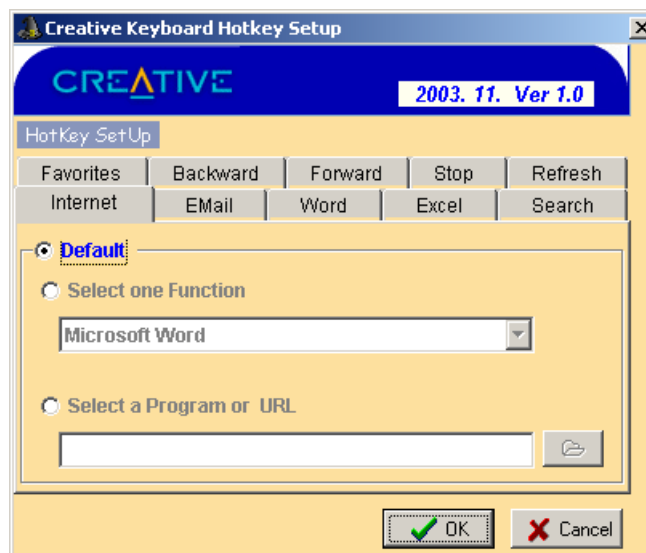 Creative Keyboard Hotkey Setup
CREATIVE
2003. 11. Ver 1.0
HotKey SetUp
Favorites Backward Forward Stop Refresh
Internet EMail Word Excel Search
Default
Select one Function
Microsoft Word
Select a Program or URL
OK Cancel